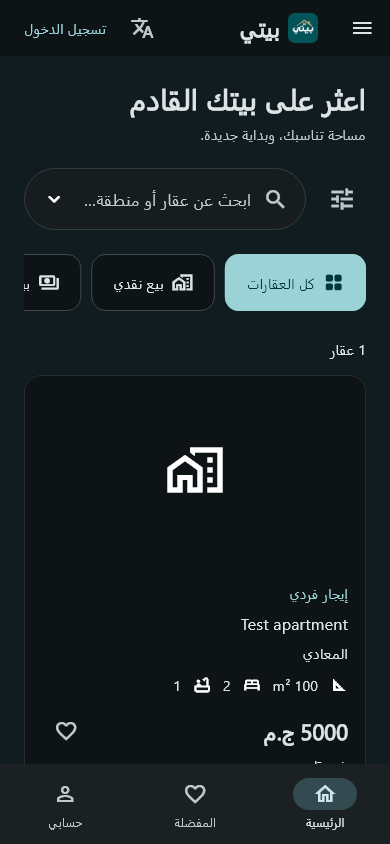 بيتي
بيتي
تسجيل الدخول
اعثر على بيتك القادم
مساحة تناسبك، وبداية جديدة.
ابحث عن عقار أو منطقة...
كل العقارات
بيع نقدي
1 عقار
إيجار فردي
Test apartment
المعادي
100 m² 2 1
5000 ج.م
الرئيسية
المفضلة
حسابي